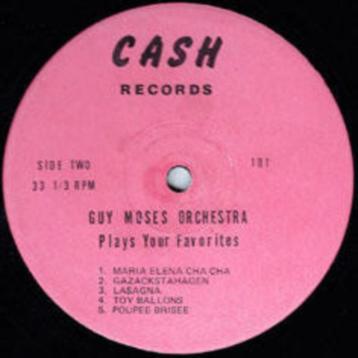 CASH
RECORDS
SIDE TWO
101
33 1/3 RPM
GUY MOSES ORCHESTRA
Plays Your Favorites
1. MARIA ELENA CHA CHA
2. GAZACKSTAHAGEN
3. LASAGNA
4. TOY BALLONS
5. POUPEE BRISEE